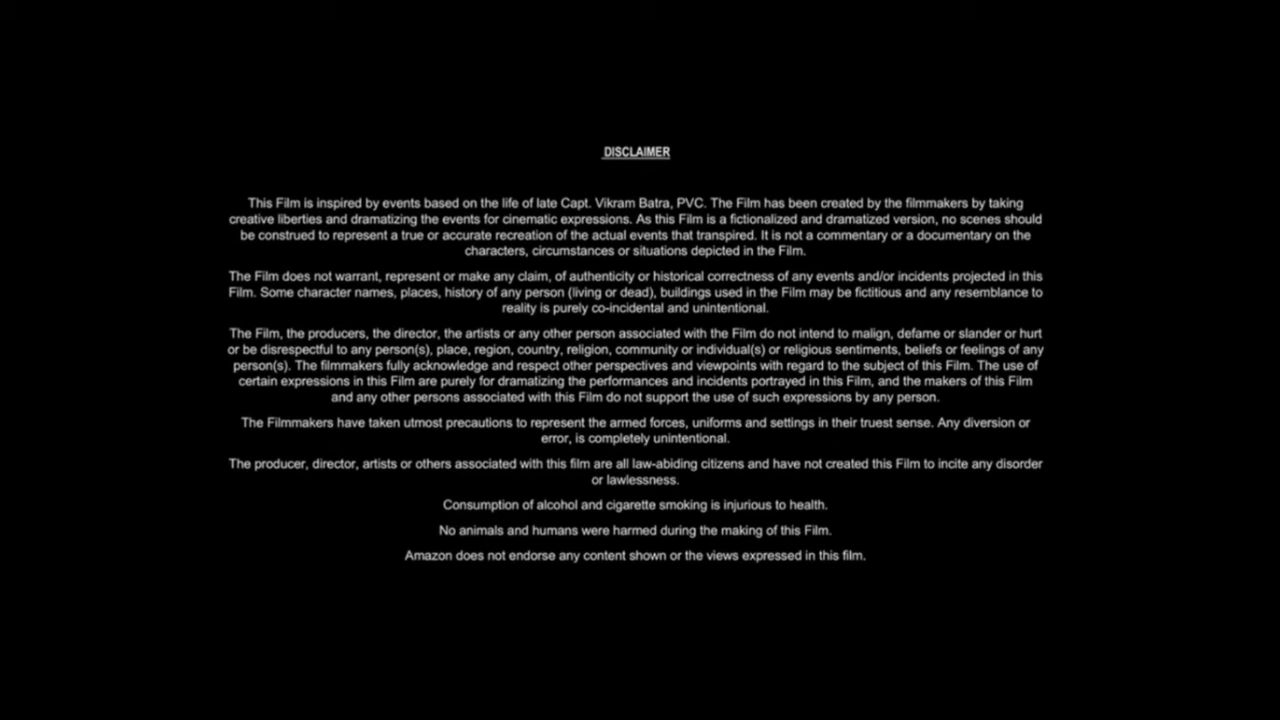 DISCLAIMER
This Film is inspired by events based on the life of late Capt. Vikram Batra, PVC. The Film has been created by the filmmakers by taking
creative liberties and dramatizing the events for cinematic expressions. As this Film is a fictionalized and dramatized version, no scenes should
be construed to represent a true or accurate recreation of the actual events that transpired. It is not a commentary or a documentary on the
characters, circumstances or situations depicted in the Film.
The Film does not warrant, represent or make any claim, of authenticity or historical correctness of any events and/or incidents projected in this
Film. Some character names, places, history of any person (living or dead), buildings used in the Film may be fictitious and any resemblance to
reality is purely co-incidental and unintentional.
The Film, the producers, the director, the artists or any other person associated with the Film do not intend to malign, defame or slander or hurt
or be disrespectful to any person(s), place, region, country, religion, community or individual(s) or religious sentiments, beliefs or feelings of any
person(s). The filmmakers fully acknowledge and respect other perspectives and viewpoints with regard to the subject of this Film. The use of
certain expressions in this Film are purely for dramatizing the performances and incidents portrayed in this Film, and the makers of this Film
and any other persons associated with this Film do not support the use of such expressions by any person.
The Filmmakers have taken utmost precautions to represent the armed forces, uniforms and settings in their truest sense. Any diversion or
error, is completely unintentional.
The producer, director, artists or others associated with this film are all law-abiding citizens and have not created this Film to incite any disorder
or lawlessness.
Consumption of alcohol and cigarette smoking is injurious to health.
No animals and humans were harmed during the making of this Film.
Amazon does not endorse any content shown or the views expressed in this film.